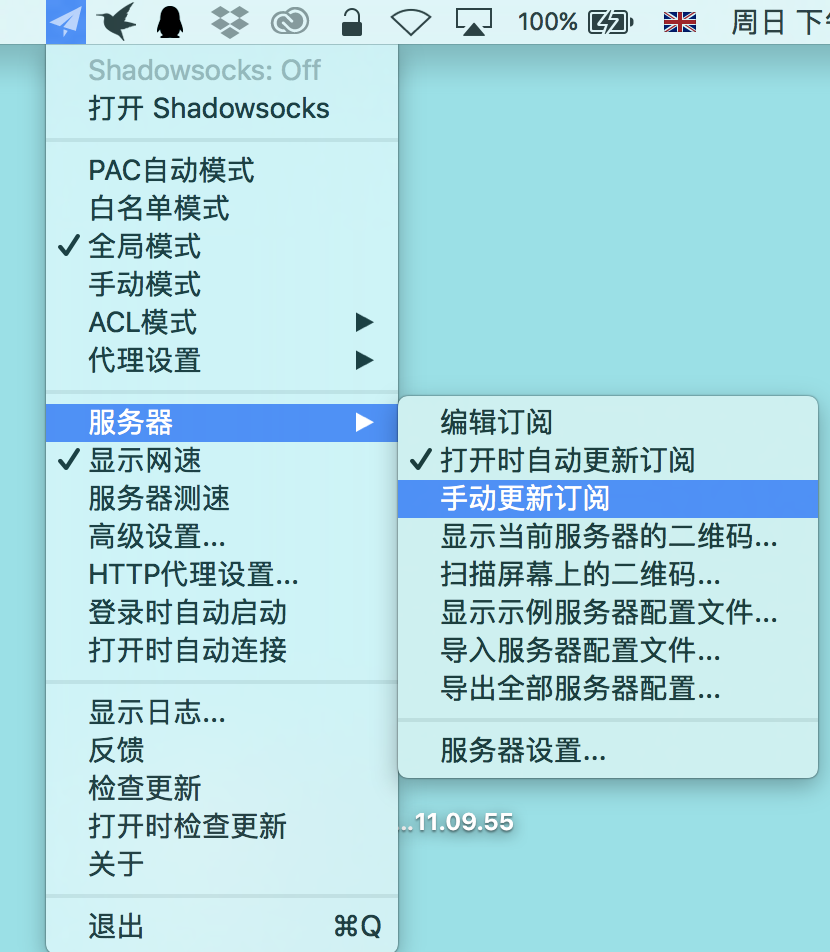 100%
周日 下
Shadowsocks: Off
打开 Shadowsocks
PAC自动模式
白名单模式
全局模式
手动模式
ACL模式
代理设置
服务器
显示网速
服务器测速
高级设置...
HTTP代理设置...
登录时自动启动
打开时自动连接
显示日志...
反馈
检查更新
打开时检查更新
关于
退出 ⌘Q
编辑订阅
打开时自动更新订阅
手动更新订阅
显示当前服务器的二维码...
扫描屏幕上的二维码...
显示示例服务器配置文件...
导入服务器配置文件...
导出全部服务器配置...
服务器设置...
...11.09.55